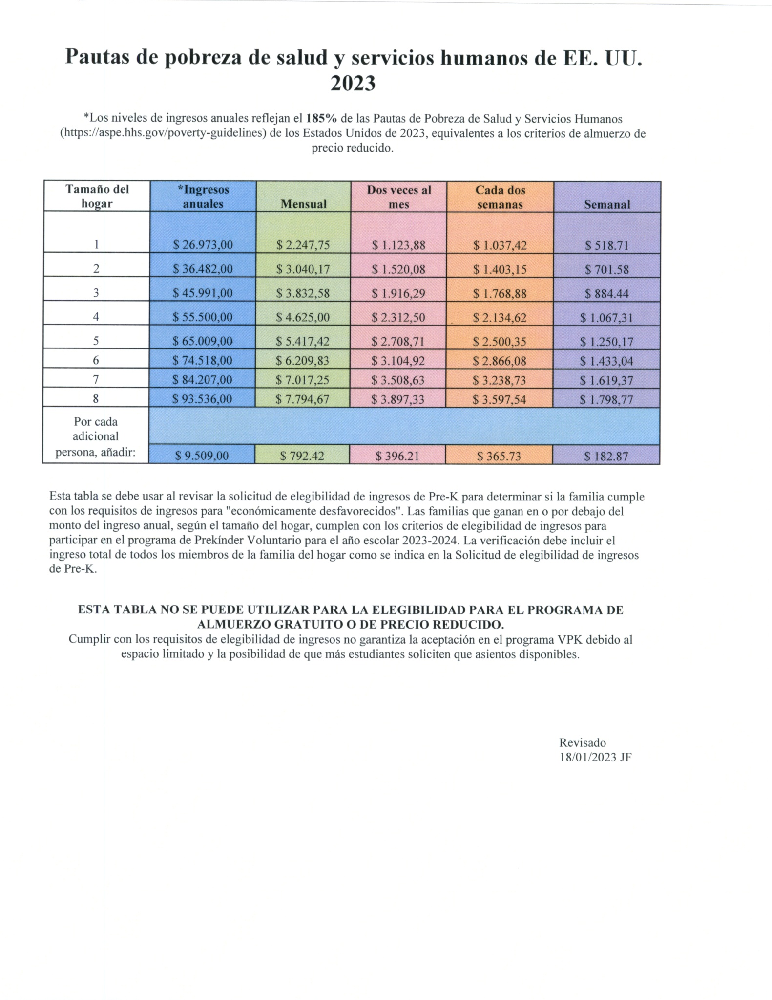 Pautas de pobreza de salud y servicios humanos de EE. UU.
2023
*Los niveles de ingresos anuales reflejan el 185% de las Pautas de Pobreza de Salud y Servicios Humanos
(https://aspe.hhs.gov/poverty-guidelines) de los Estados Unidos de 2023, equivalentes a los criterios de almuerzo de
precio reducido.
Tamaño del hogar *Ingresos anuales Mensual Dos veces al mes Cada dos semanas Semanal
1 $ 26.973,00 $ 2.247,75 $ 1.123,88 $ 1.037,42 $ 518.71
2 $ 36.482,00 $ 3.040,17 $ 1.520,08 $ 1.403,15 $ 701.58
3 $ 45.991,00 $ 3.832,58 $ 1.916,29 $ 1.768,88 $ 884.44
4 $ 55.500,00 $ 4.625,00 $ 2.312,50 $ 2.134,62 $ 1.067,31
5 $ 65.009,00 $ 5.417,42 $ 2.708,71 $ 2.500,35 $ 1.250,17
6 $ 74.518,00 $ 6.209,83 $ 3.104,92 $ 2.866,08 $ 1.433,04
7 $ 84.207,00 $ 7.017,25 $ 3.508,63 $ 3.238,73 $ 1.619,37
8 $ 93.536,00 $ 7.794,67 $ 3.897,33 $ 3.597,54 $ 1.798,77
Por cada
adicional
persona, añadir: $ 9.509,00 $ 792.42 $ 396.21 $ 365.73 $ 182.87
Esta tabla se debe usar al revisar la solicitud de elegibilidad de ingresos de Pre-K para determinar si la familia cumple
con los requisitos de ingresos para "económicamente desfavorecidos". Las familias que ganan en o por debajo del
monto del ingreso anual, según el tamaño del hogar, cumplen con los criterios de elegibilidad de ingresos para
participar en el programa de Prekínder Voluntario para el año escolar 2023-2024. La verificación debe incluir el
ingreso total de todos los miembros de la familia del hogar como se indica en la Solicitud de elegibilidad de ingresos
de Pre-K.
ESTA TABLA NO SE PUEDE UTILIZAR PARA LA ELEGIBILIDAD PARA EL PROGRAMA DE
ALMUERZO GRATUITO O DE PRECIO REDUCIDO.
Cumplir con los requisitos de elegibilidad de ingresos no garantiza la aceptación en el programa VPK debido al
espacio limitado y la posibilidad de que más estudiantes soliciten que asientos disponibles.
Revisado
18/01/2023 JF